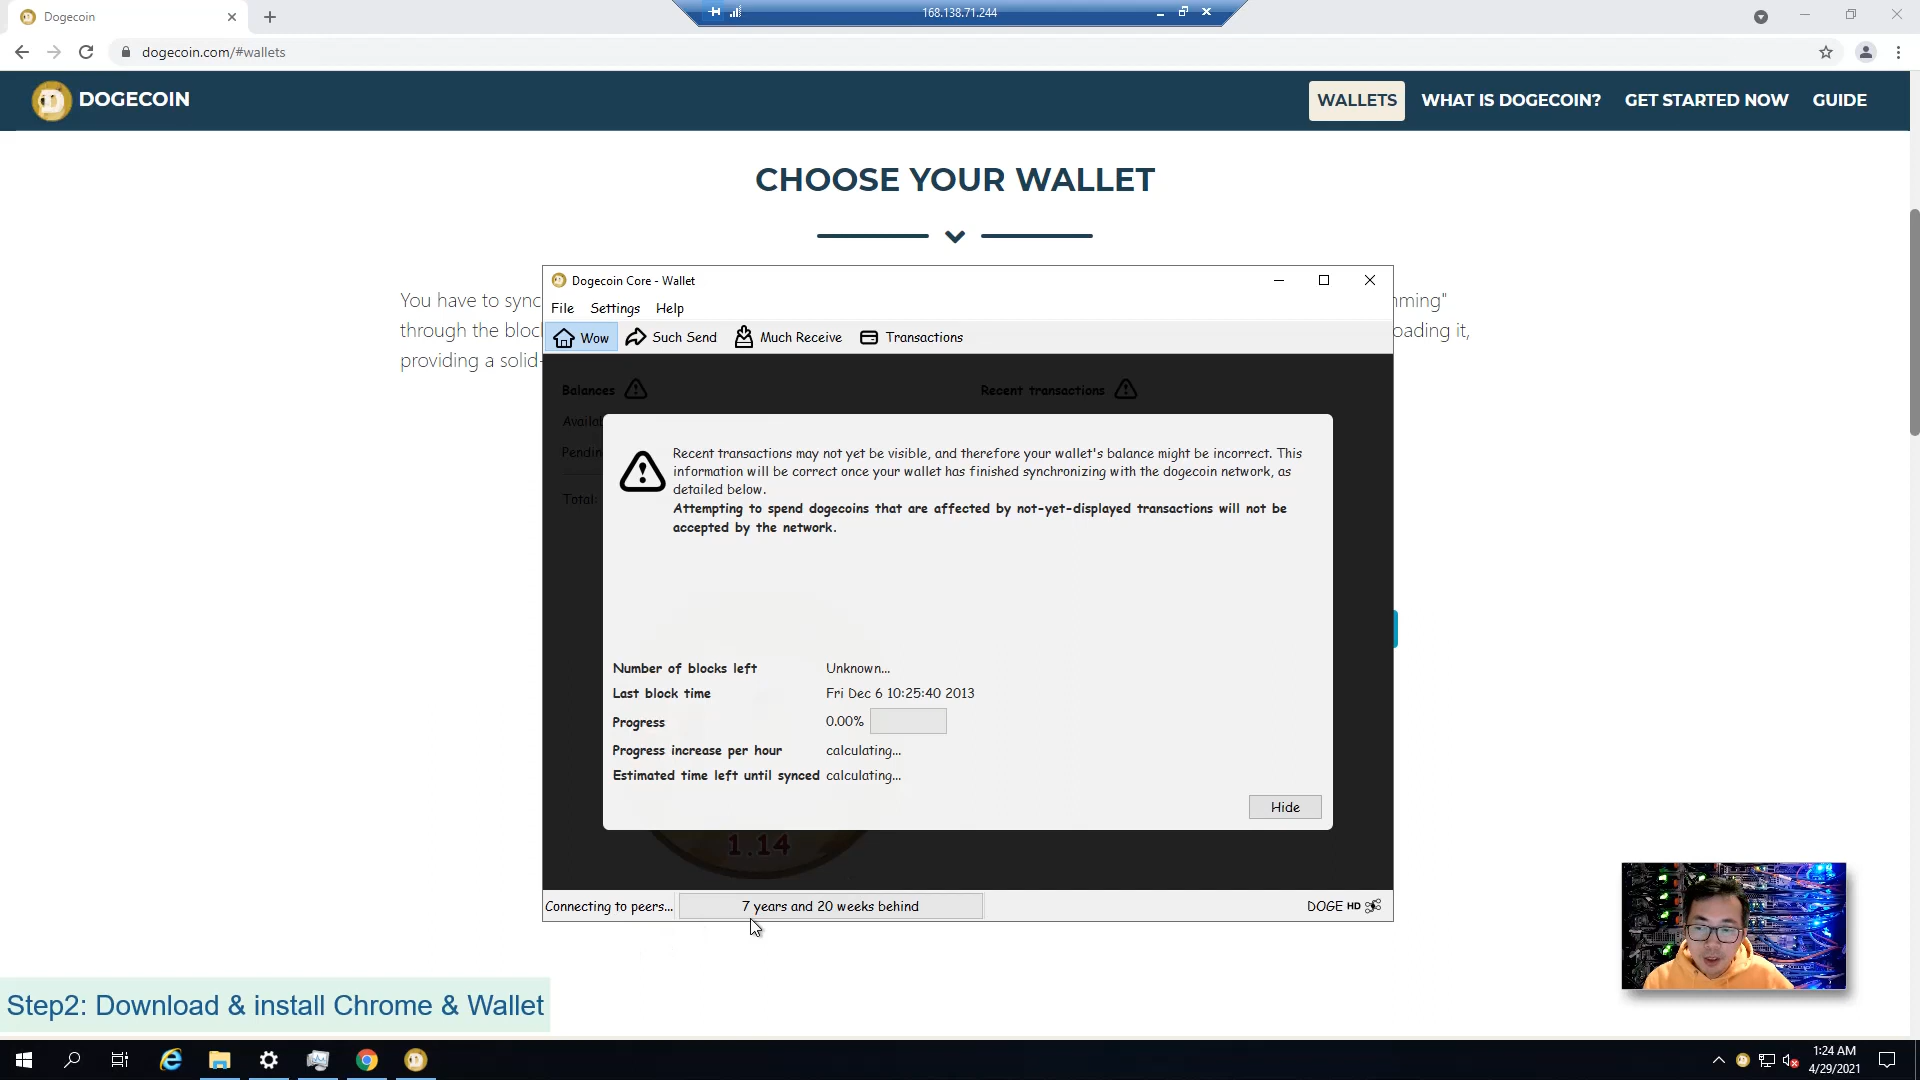 Dogecoin
168.138.71.244
dogecoin.com/#wallets
DOGECOIN
WALLETS
WHAT IS DOGECOIN?
GET STARTED NOW
GUIDE
CHOOSE YOUR WALLET
You have to sync
nming"
through the bloc
oading it,
providing a solid-
Dogecoin Core - Wallet
File Settings Help
Wow Such Send Much Receive Transactions
Balances
Recent transactions
Availab
Pendin
Total:
Recent transactions may not yet be visible, and therefore your wallet's balance might be incorrect. This
information will be correct once your wallet has finished synchronizing with the dogecoin network, as
detailed below.
Attempting to spend dogecoins that are affected by not-yet-displayed transactions will not be
accepted by the network.
Number of blocks left Unknown...
Last block time Fri Dec 6 10:25:40 2013
Progress 0.00%
Progress increase per hour calculating...
Estimated time left until synced calculating...
Hide
1.14
Connecting to peers... 7 years and 20 weeks behind
DOGE HD
Step2: Download & install Chrome & Wallet
1:24 AM
4/29/2021